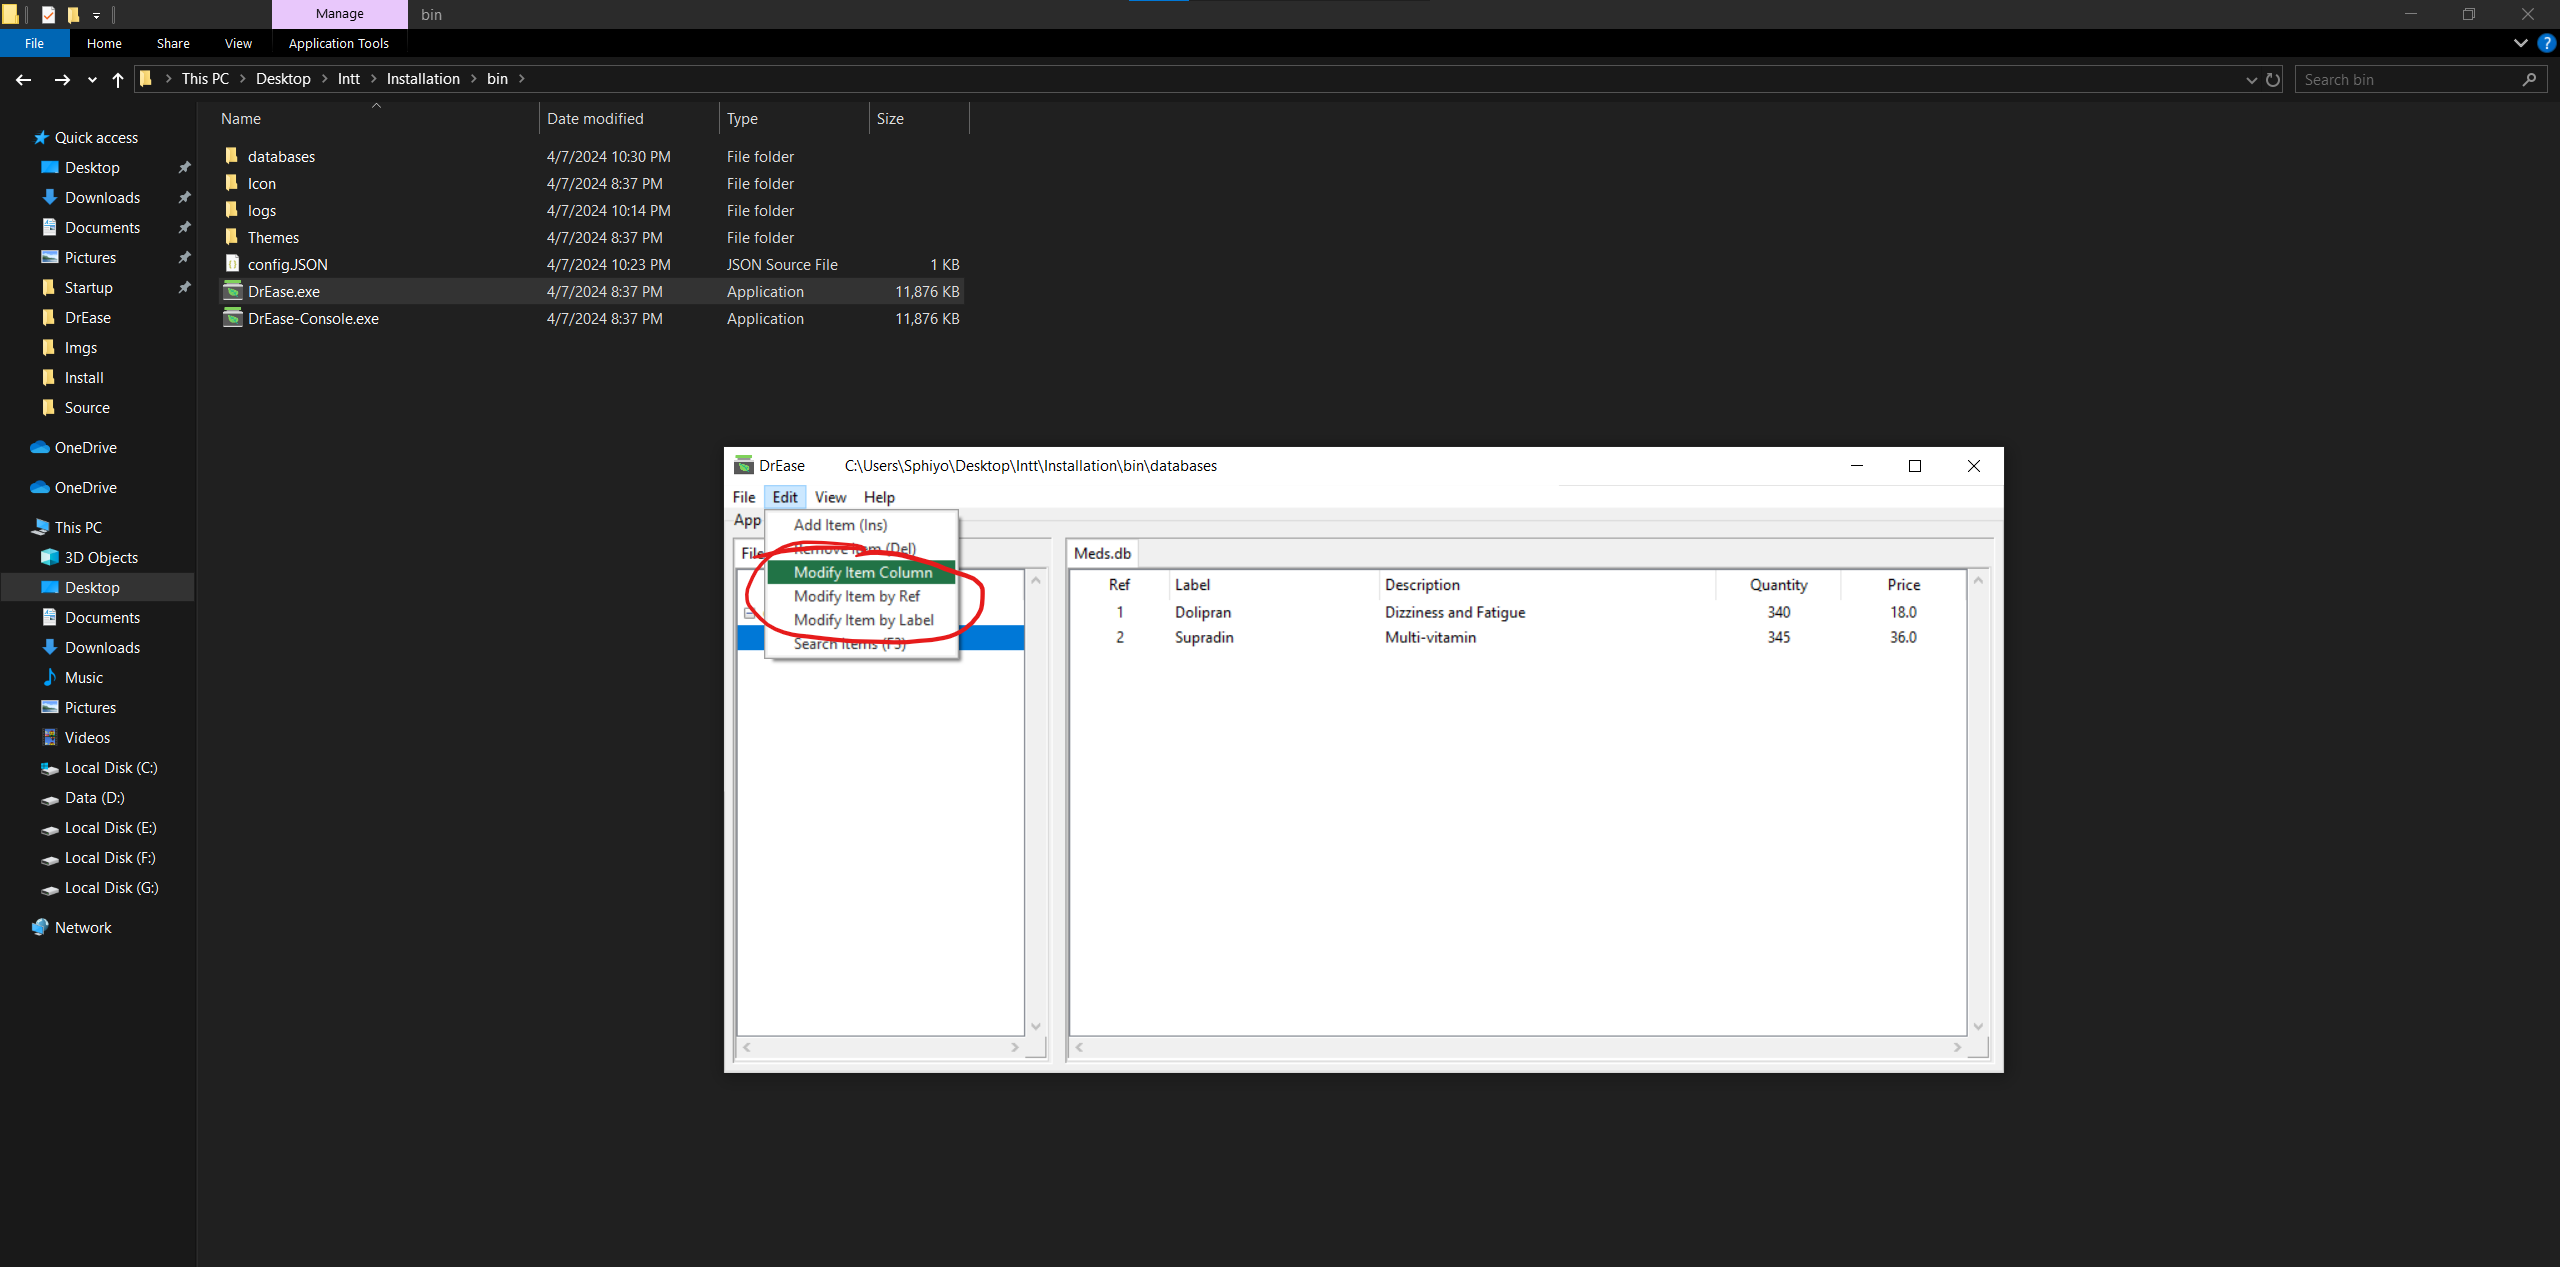 Manage
bin
File
Home
Share
View
Application Tools
This PC
Desktop
Intt
Installation
bin
Search bin
Name
Date modified
Type
Size
databases 4/7/2024 10:30 PM File folder
Icon 4/7/2024 8:37 PM File folder
logs 4/7/2024 10:14 PM File folder
Themes 4/7/2024 8:37 PM File folder
config.JSON 4/7/2024 10:23 PM JSON Source File 1 KB
DrEase.exe 4/7/2024 8:37 PM Application 11,876 KB
DrEase-Console.exe 4/7/2024 8:37 PM Application 11,876 KB
Quick access
Desktop
Downloads
Documents
Pictures
Startup
DrEase
Imgs
Install
Source
OneDrive
OneDrive
This PC
3D Objects
Desktop
Documents
Downloads
Music
Pictures
Videos
Local Disk (C:)
Data (D:)
Local Disk (E:)
Local Disk (F:)
Local Disk (G:)
Network
DrEase C:\Users\Sphiyo\Desktop\Intt\Installation\bin\databases
File Edit View Help
App
File
Add Item (Ins)
Remove Item (Del)
Modify Item Column
Modify Item by Ref
Modify Item by Label
Search Items (F3)
Meds.db
Ref Label Description Quantity Price
1 Dolipran Dizziness and Fatigue 340 18.0
2 Supradin Multi-vitamin 345 36.0